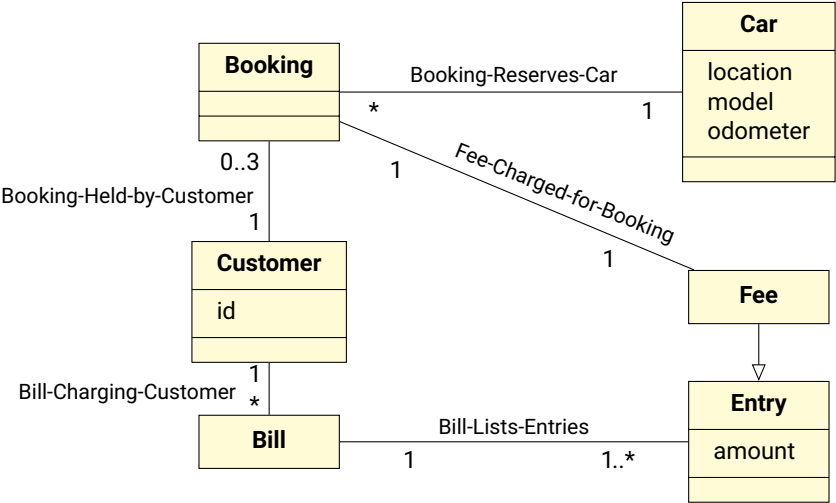 Car
location
model
odometer
Booking
Booking-Reserves-Car
*
1
0..3
1
Fee-Charged-for-Booking
1
Booking-Held-by-Customer
1
Customer
id
Fee
1
Bill-Charging-Customer
*
Bill
Bill-Lists-Entries
1
1..*
Entry
amount